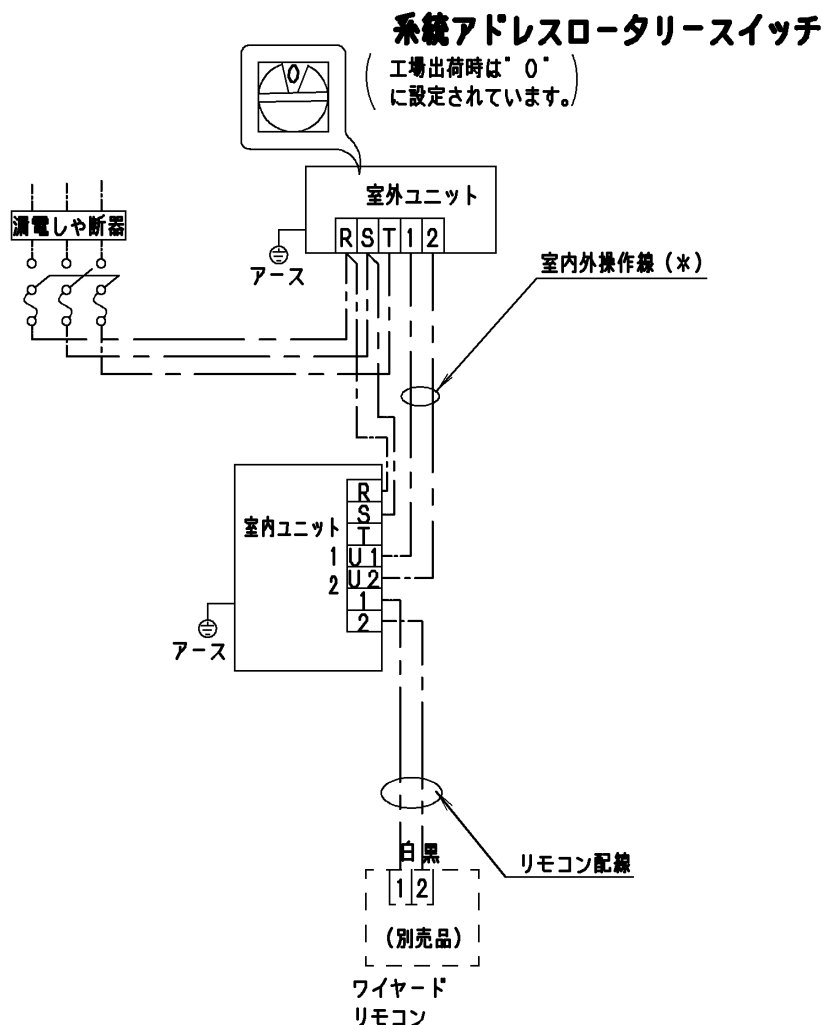 系統アドレスロータリースイッチ
0
(工場出荷時は"0"
に設定されています。)
室外ユニット
R S T 1 2
漏電しゃ断器
アース
室内外操作線(*)
R
S
室内ユニット
T
1 U1
2 U2
1
2
アース
白 黒
リモコン配線
1 2
(別売品)
ワイヤード
リモコン